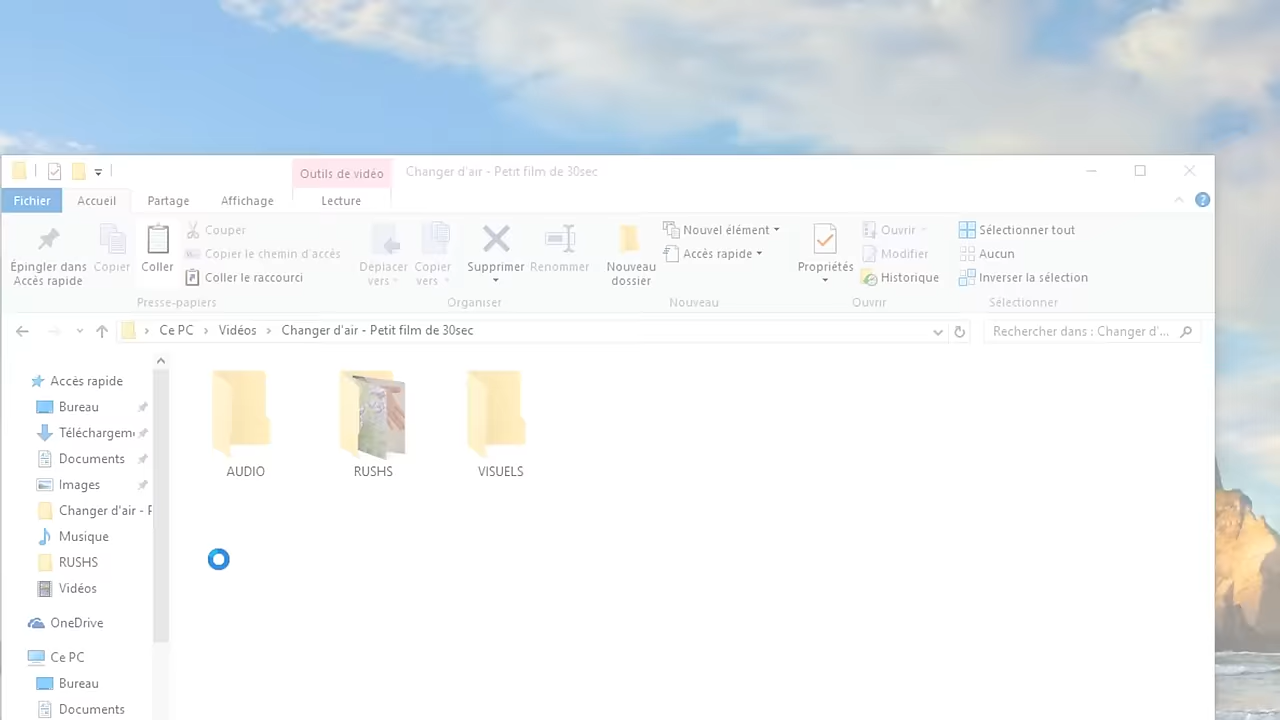 Outils de vidéo
Changer d'air - Petit film de 30sec
Fichier
Accueil
Partage
Affichage
Lecture
Épingler dans
Accès rapide
Copier
Coller
Couper
Copier le chemin d'accès
Coller le raccourci
Presse-papiers
Déplacer
vers
Copier
vers
Supprimer
Renommer
Organiser
Nouveau
dossier
Nouvel élément
Accès rapide
Nouveau
Propriétés
Ouvrir
Modifier
Historique
Ouvrir
Sélectionner tout
Aucun
Inverser la sélection
Sélectionner
Ce PC > Vidéos > Changer d'air - Petit film de 30sec
Rechercher dans : Changer d'...
Accès rapide
Bureau
Téléchargem
Documents
Images
Changer d'air - P
Musique
RUSHS
Vidéos
OneDrive
Ce PC
Bureau
Documents
AUDIO
RUSHS
VISUELS